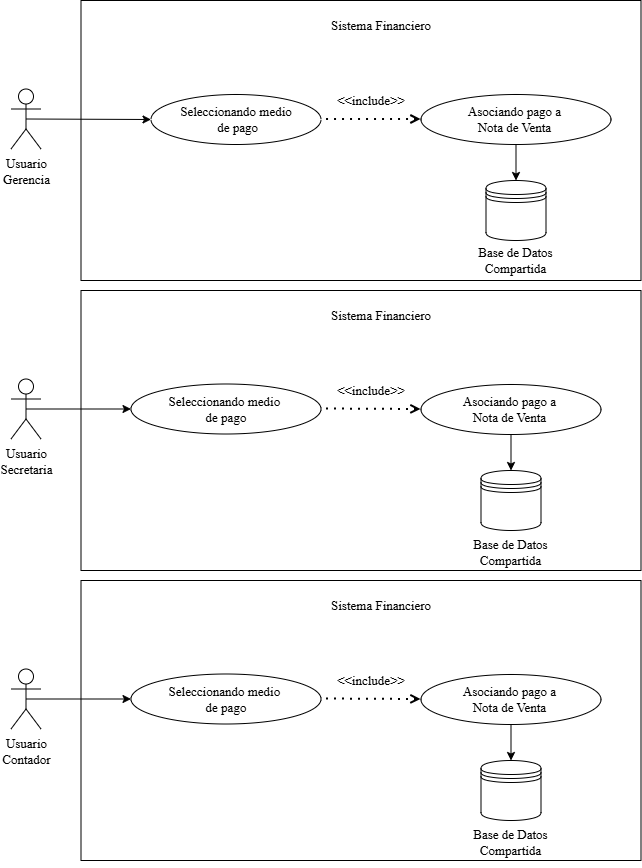 Sistema Financiero
Seleccionando medio
de pago
<<include>>
Asociando pago a
Nota de Venta
Usuario
Gerencia
Base de Datos
Compartida
Sistema Financiero
Seleccionando medio
de pago
<<include>>
Asociando pago a
Nota de Venta
Usuario
Secretaria
Base de Datos
Compartida
Sistema Financiero
Seleccionando medio
de pago
<<include>>
Asociando pago a
Nota de Venta
Usuario
Contador
Base de Datos
Compartida